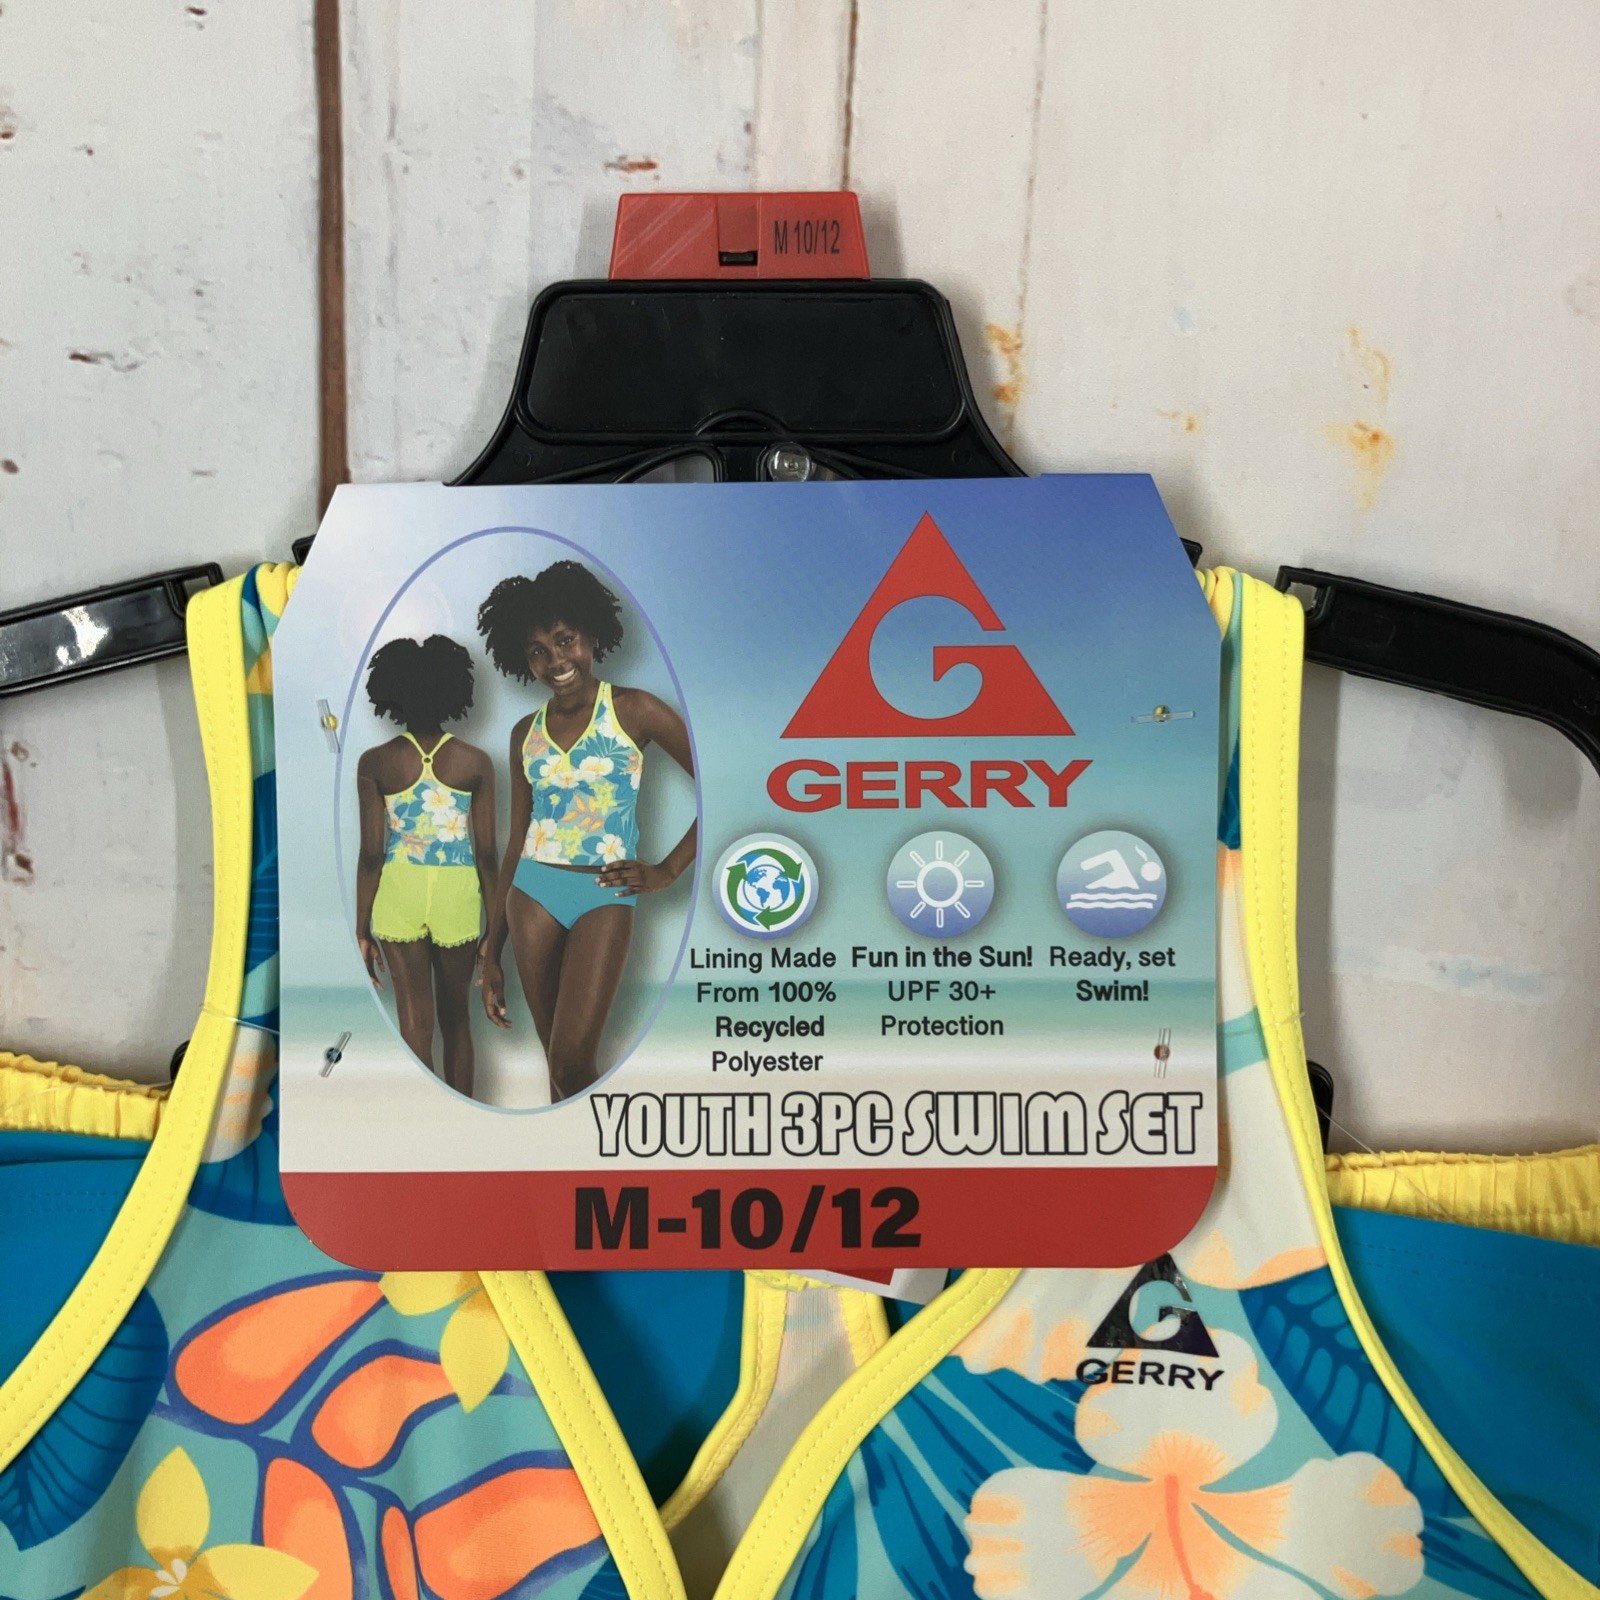 M 10/12
GERRY
Lining Made
From 100%
Recycled
Polyester
Fun in the Sun!
UPF 30+
Protection
Ready, set
Swim!
YOUTH 3PC SWIM SET
M-10/12
GERRY